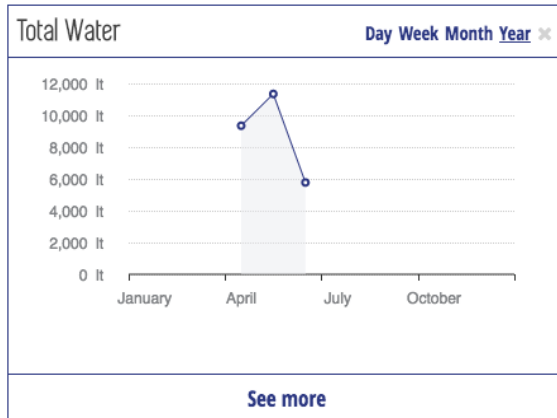 Total Water
Day Week Month Year ×
12,000 lt
10,000 lt
8,000 lt
6,000 lt
4,000 lt
2,000 lt
0 lt
January April July October
See more